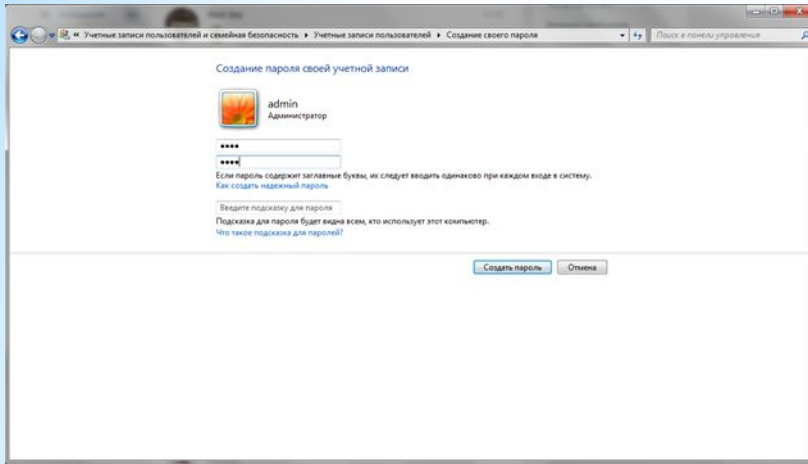 « Учетные записи пользователей и семейная безопасность ▸ Учетные записи пользователей ▸ Создание своего пароля
Поиск в панели управления
Создание пароля своей учетной записи
admin
Администратор
••••
••••
Если пароль содержит заглавные буквы, их следует вводить одинаково при каждом входе в систему.
Как создать надежный пароль
Введите подсказку для пароля
Подсказка для пароля будет видна всем, кто использует этот компьютер.
Что такое подсказка для паролей?
Создать пароль
Отмена